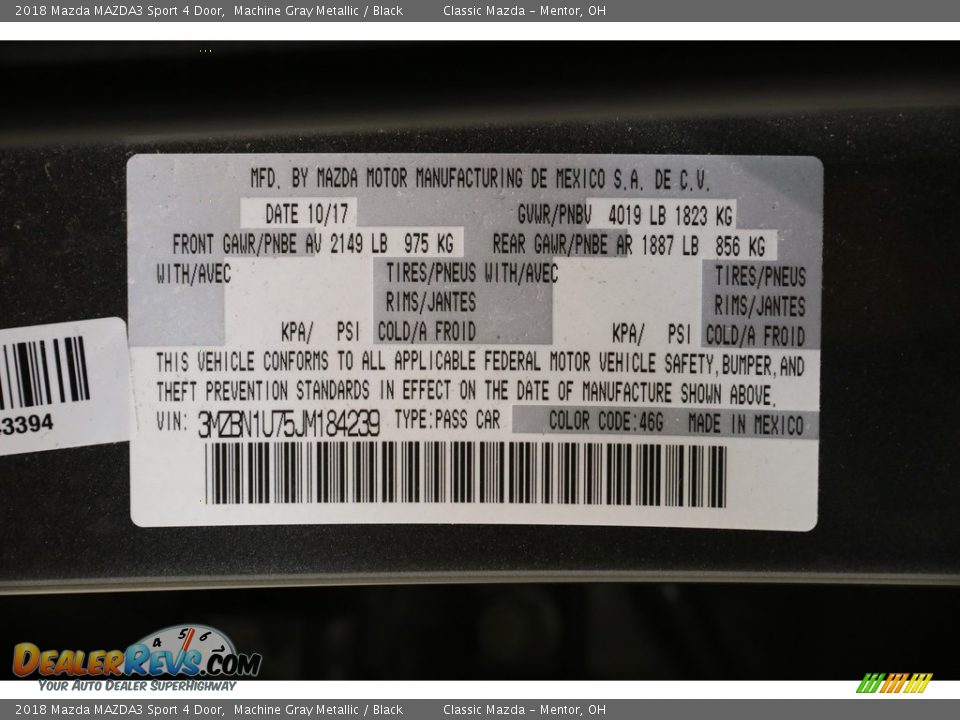 2018 Mazda MAZDA3 Sport 4 Door, Machine Gray Metallic / Black Classic Mazda - Mentor, OH
MFD. BY MAZDA MOTOR MANUFACTURING DE MEXICO S.A. DE C.V.
DATE 10/17 GVWR/PNBV 4019 LB 1823 KG
FRONT GAWR/PNBE AV 2149 LB 975 KG REAR GAWR/PNBE AR 1887 LB 856 KG
WITH/AVEC TIRES/PNEUS WITH/AVEC TIRES/PNEUS
RIMS/JANTES RIMS/JANTES
KPA/ PSI COLD/A FROID KPA/ PSI COLD/A FROID
THIS VEHICLE CONFORMS TO ALL APPLICABLE FEDERAL MOTOR VEHICLE SAFETY, BUMPER, AND
THEFT PREVENTION STANDARDS IN EFFECT ON THE DATE OF MANUFACTURE SHOWN ABOVE.
VIN: 3MZBN1U75JM184239 TYPE:PASS CAR COLOR CODE:46G MADE IN MEXICO
3394
4 5 6
DEALERREVS.COM
YOUR AUTO DEALER SUPERHIGHWAY
2018 Mazda MAZDA3 Sport 4 Door, Machine Gray Metallic / Black Classic Mazda - Mentor, OH